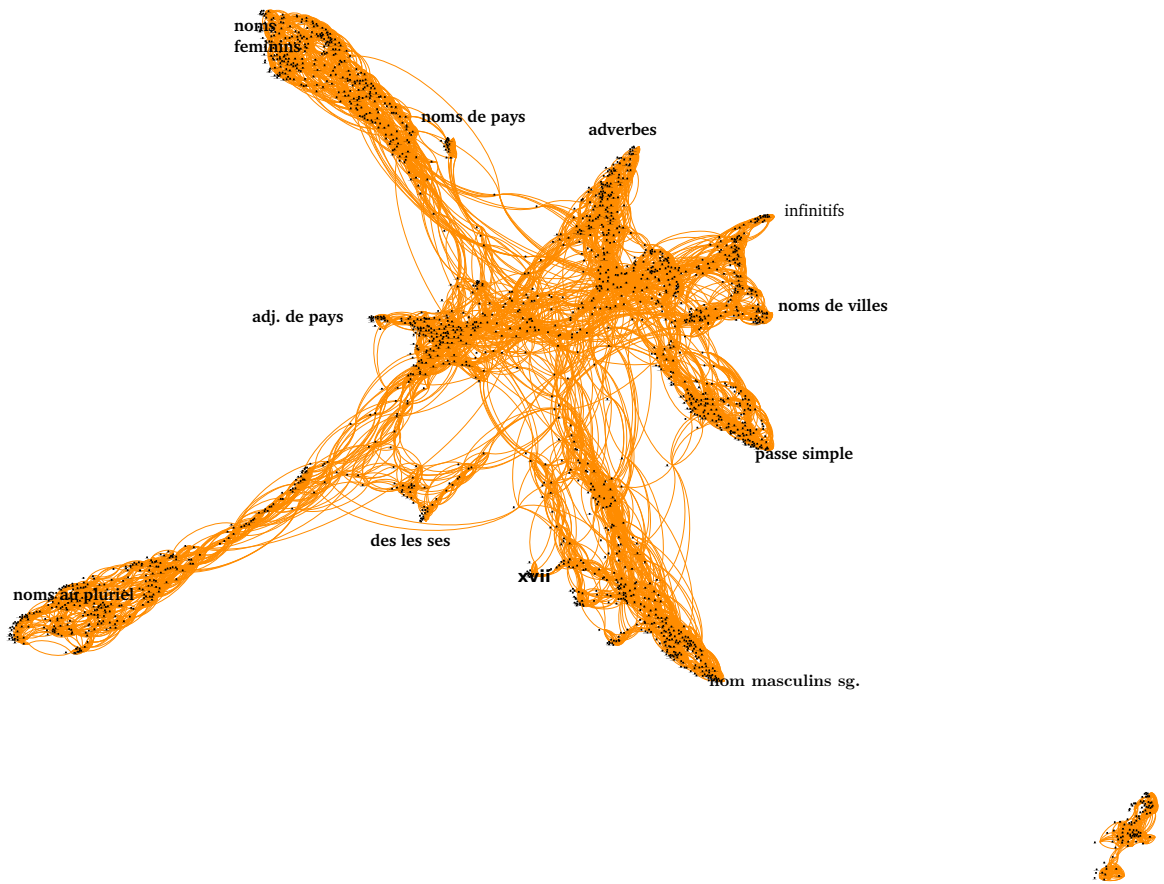 noms
feminins
noms de pays
adverbes
infinitifs
noms de villes
adj. de pays
passe simple
des les ses
xvii
noms au pluriel
nom masculins sg.